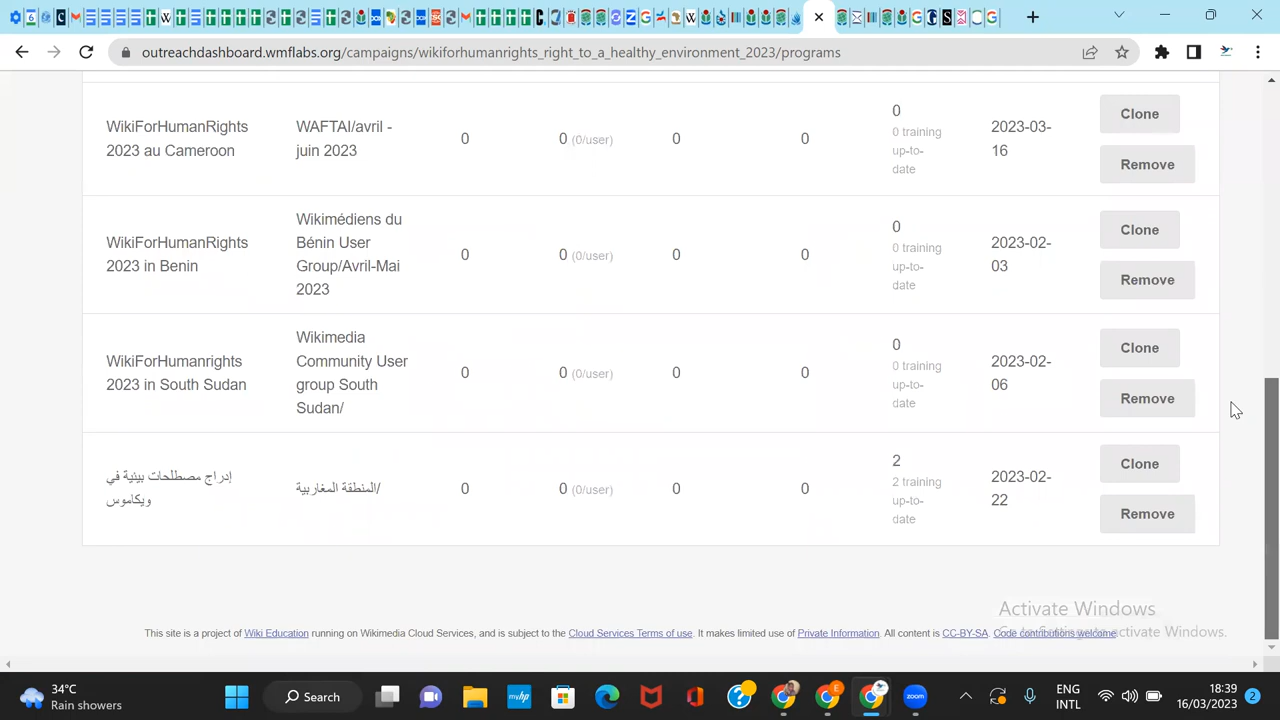 outreachdashboard.wmflabs.org/campaigns/wikiforhumanrights_right_to_a_healthy_environment_2023/programs
WikiForHumanRights
2023 au Cameroon
WAFTAI/avril -
juin 2023
0
0 (0/user)
0
0
0
0 training
up-to-
date
2023-03-
16
Clone
Remove
WikiForHumanRights
2023 in Benin
Wikimédiens du
Bénin User
Group/Avril-Mai
2023
0
0 (0/user)
0
0
0
0 training
up-to-
date
2023-02-
03
Clone
Remove
WikiForHumanrights
2023 in South Sudan
Wikimedia
Community User
group South
Sudan/
0
0 (0/user)
0
0
0
0 training
up-to-
date
2023-02-
06
Clone
Remove
إدراج مصطلحات بيئية في
ويكاموس
المنطقة المغاربية/
0
0 (0/user)
0
0
2
2 training
up-to-
date
2023-02-
22
Clone
Remove
Activate Windows
This site is a project of Wiki Education running on Wikimedia Cloud Services, and is subject to the Cloud Services Terms of use. It makes limited use of Private Information. All content is CC-BY-SA. Code contributions welcome.
activate Windows.
34°C
Rain showers
Search
myhp
zoom
ENG
INTL
18:39
16/03/2023
2